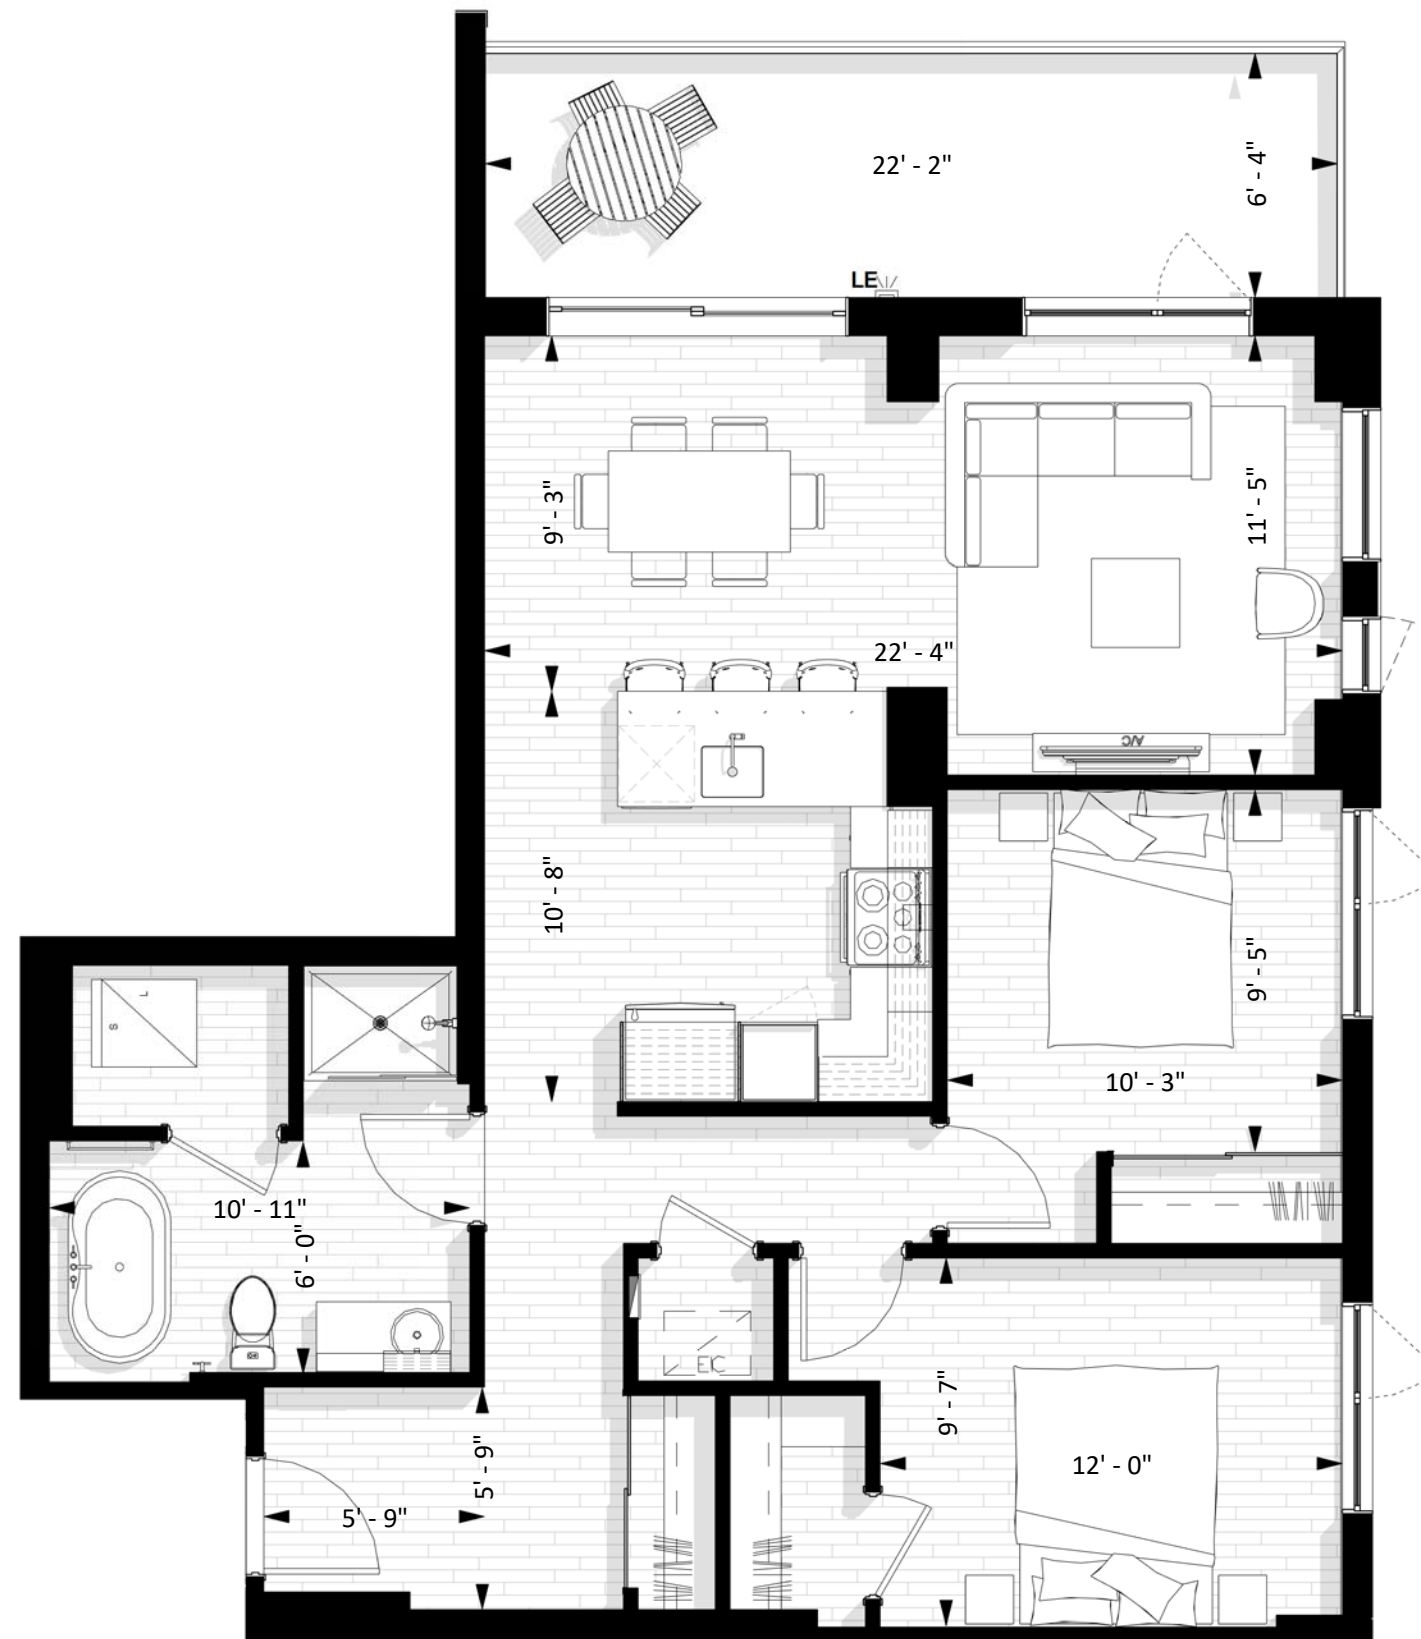 22' - 2"
6' - 4"
LE
9' - 3"
11' - 5"
22' - 4"
A/C
10' - 8"
9' - 5"
L
S
10' - 3"
10' - 11"
6' - 0"
EIC
9' - 7"
5' - 9"
12' - 0"
5' - 9"